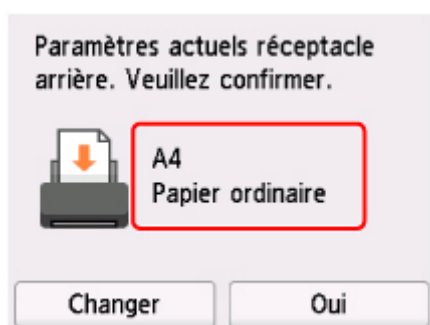 Paramètres actuels réceptacle
arrière. Veuillez confirmer.
A4
Papier ordinaire
Changer
Oui